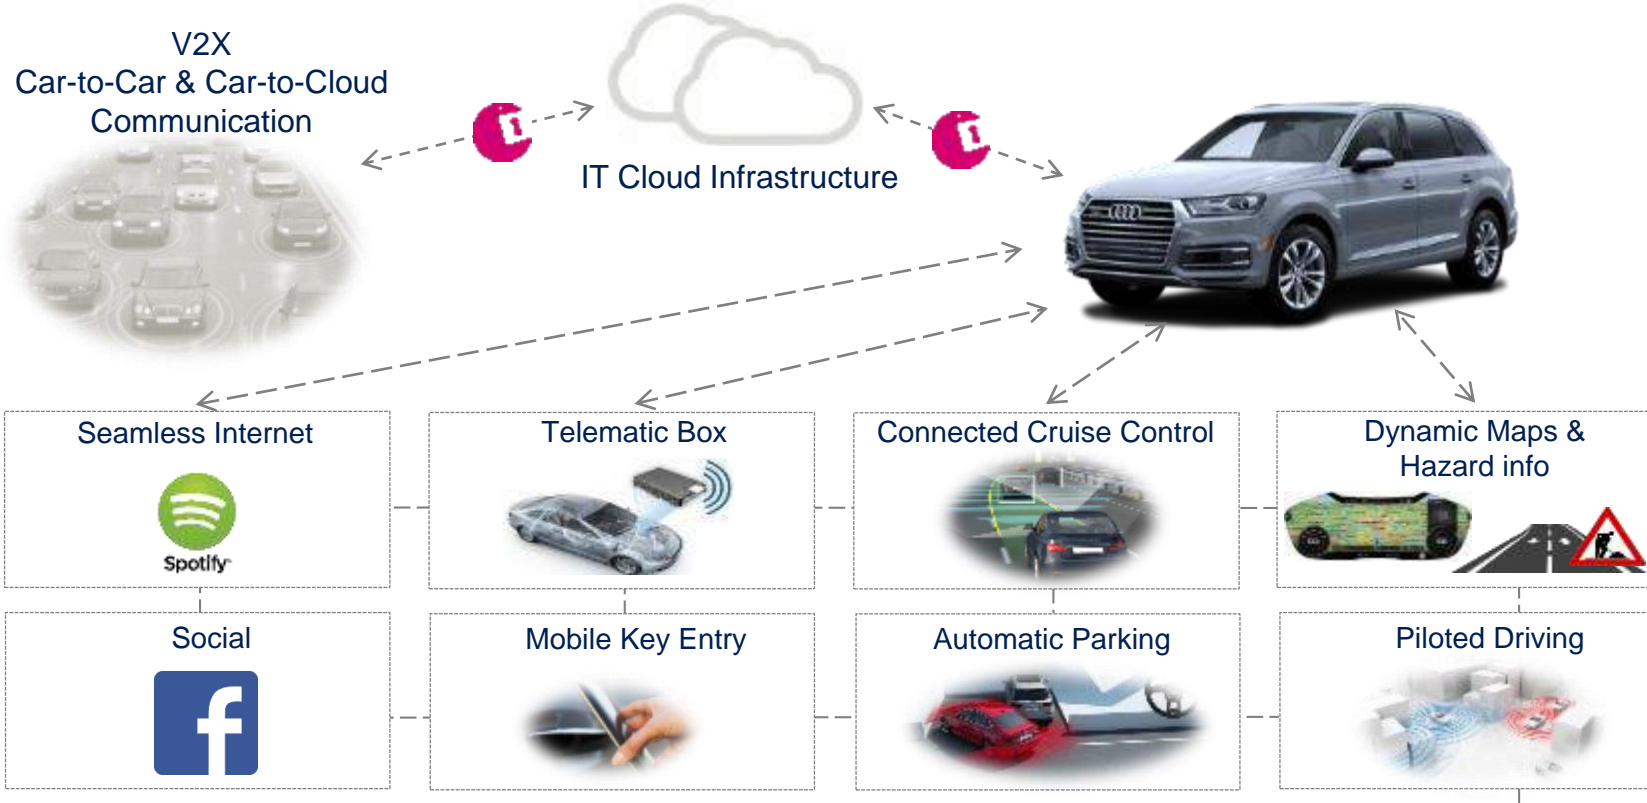 V2X
Car-to-Car & Car-to-Cloud
Communication
IT Cloud Infrastructure
Seamless Internet
Spotify
Telematic Box
Connected Cruise Control
Dynamic Maps &
Hazard info
Social
f
Mobile Key Entry
Automatic Parking
Piloted Driving